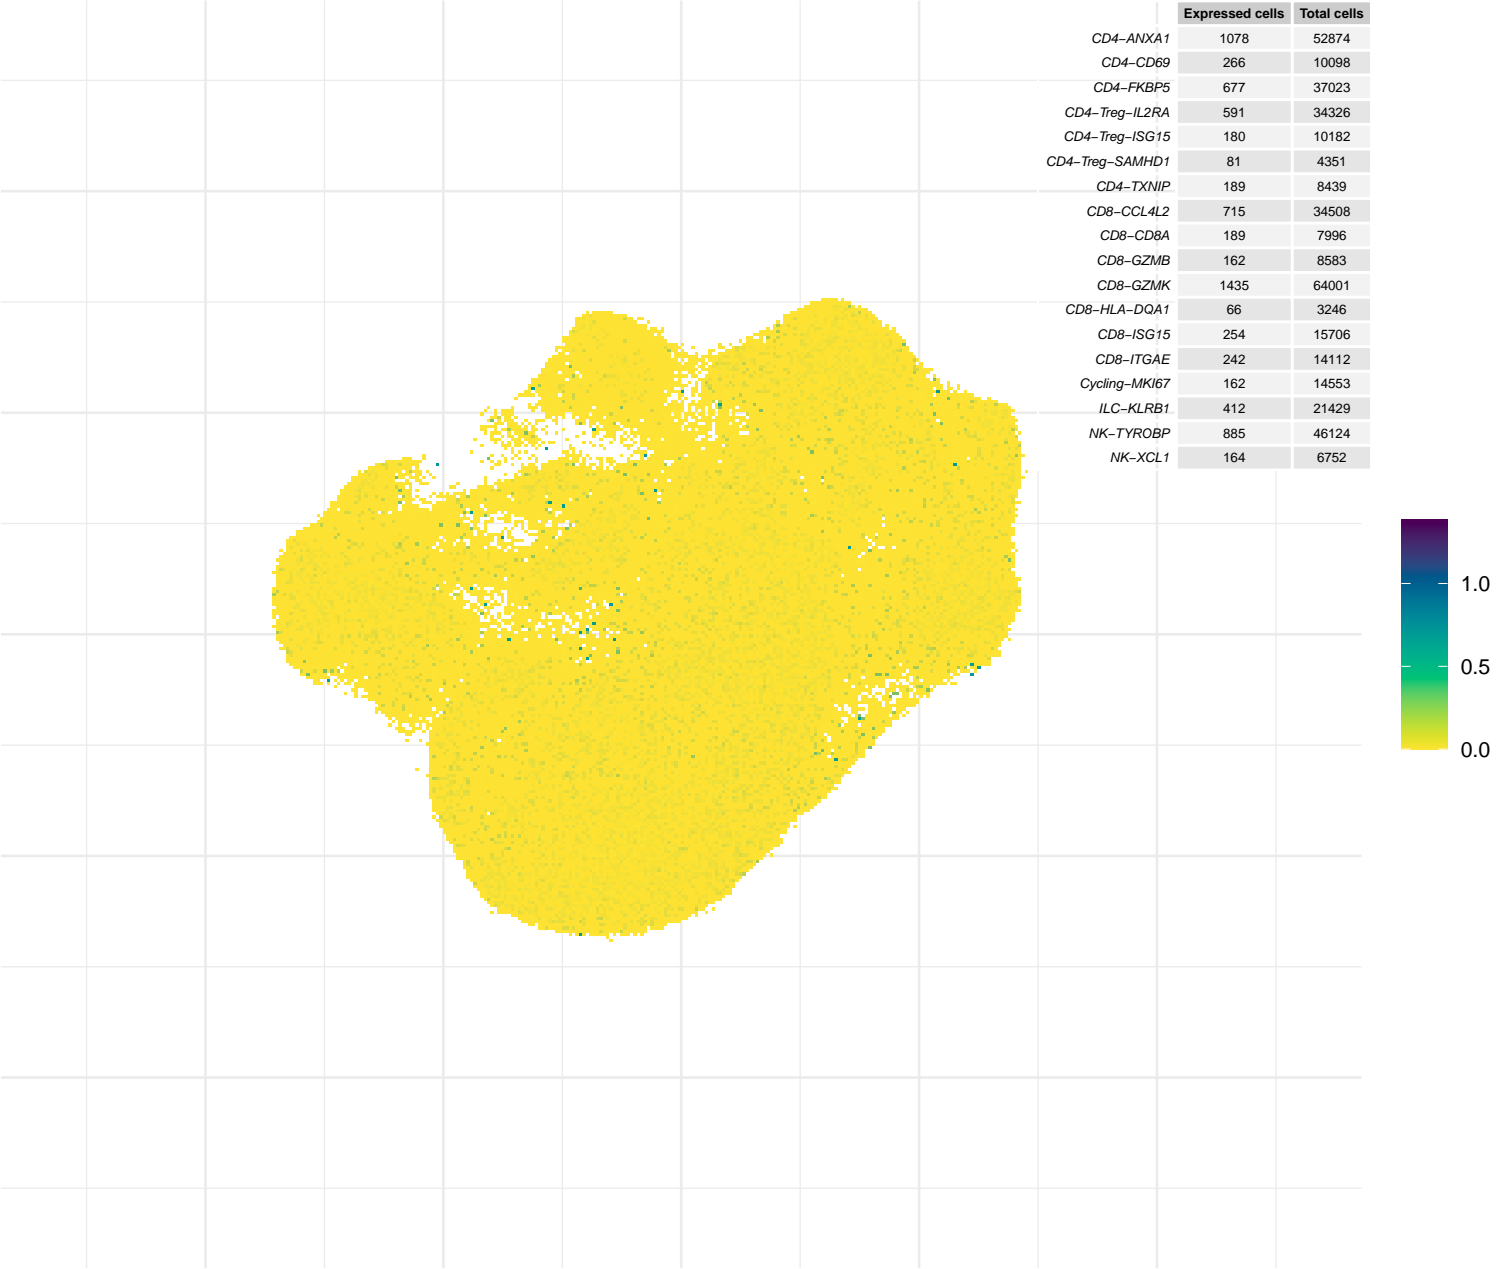 Expressed cells Total cells
CD4−ANXA1 1078 52874
CD4−CD69 266 10098
CD4−FKBP5 677 37023
CD4−Treg−IL2RA 591 34326
CD4−Treg−ISG15 180 10182
CD4−Treg−SAMHD1 81 4351
CD4−TXNIP 189 8439
CD8−CCL4L2 715 34508
CD8−CD8A 189 7996
CD8−GZMB 162 8583
CD8−GZMK 1435 64001
CD8−HLA−DQA1 66 3246
CD8−ISG15 254 15706
CD8−ITGAE 242 14112
Cycling−MKI67 162 14553
ILC−KLRB1 412 21429
NK−TYROBP 885 46124
NK−XCL1 164 6752
1.0
0.5
0.0